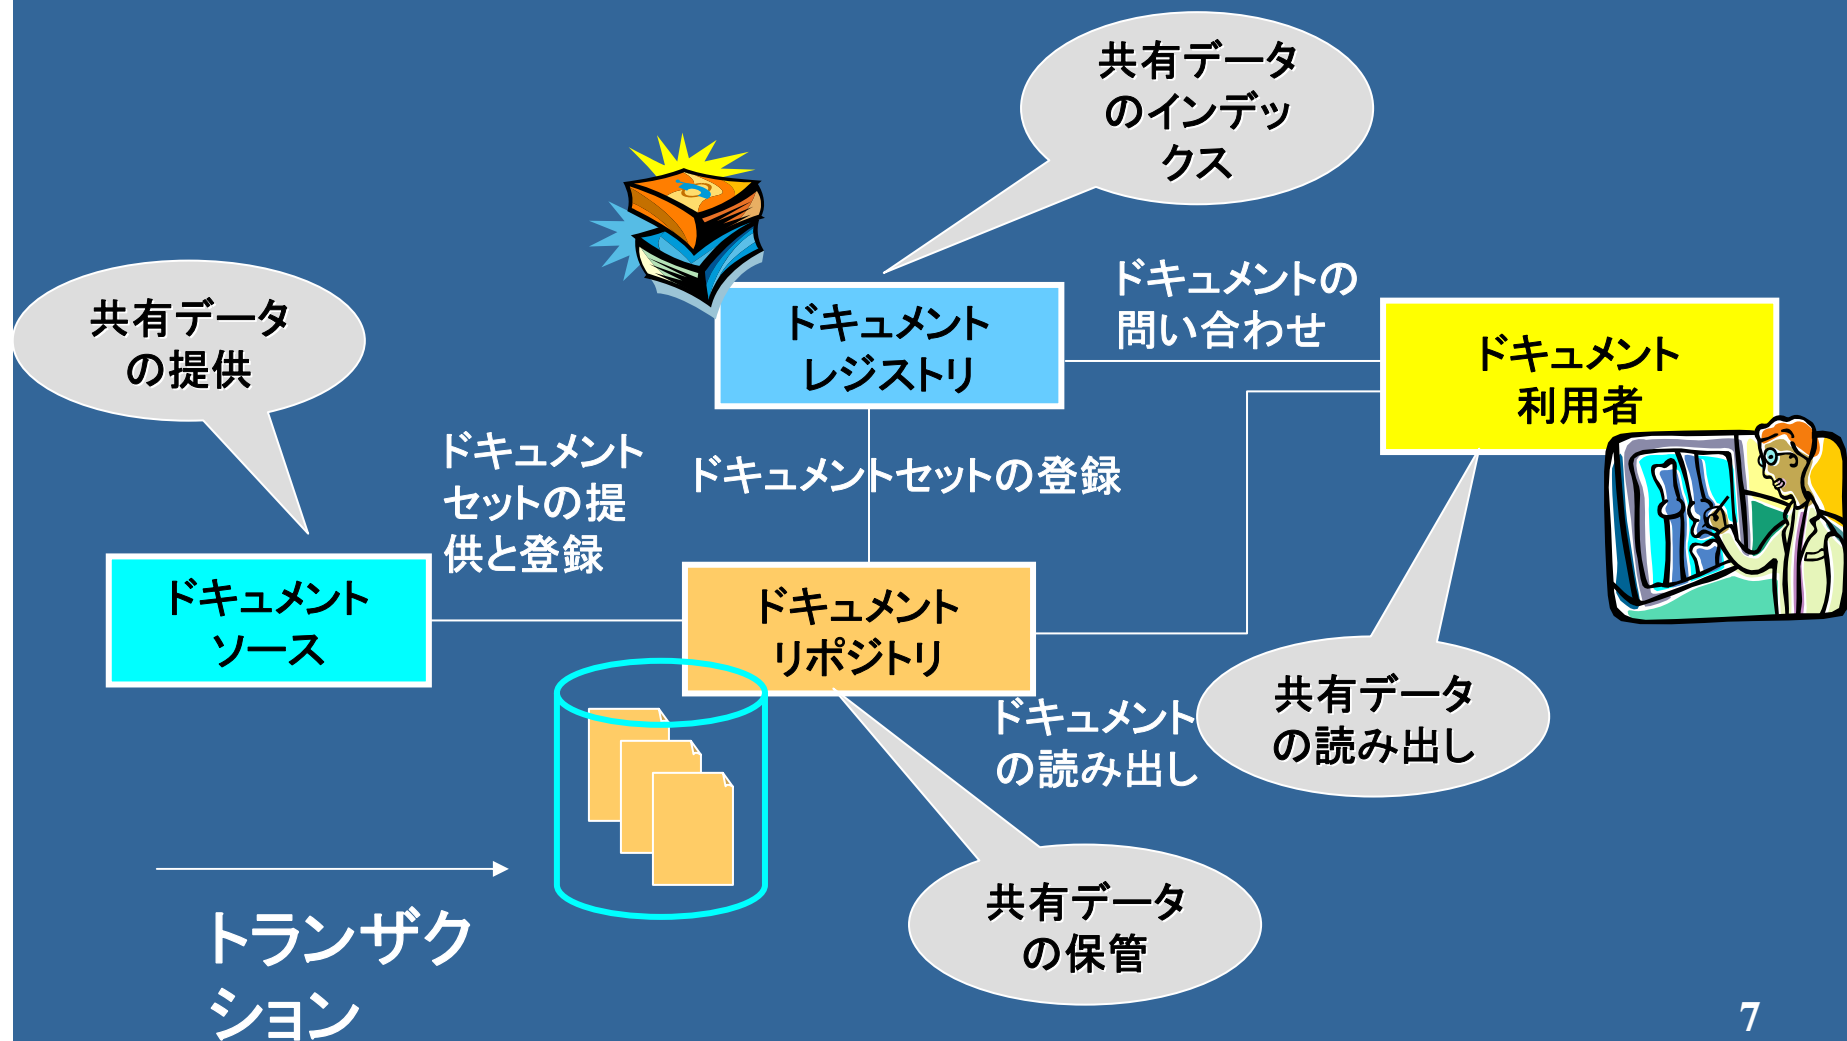 共有データ
のインデッ
クス
共有データ
の提供
ドキュメント
レジストリ
ドキュメントの
問い合わせ
ドキュメント
利用者
ドキュメント
セットの提
供と登録
ドキュメントセットの登録
ドキュメント
ソース
ドキュメント
リポジトリ
ドキュメント
の読み出し
共有データ
の読み出し
共有データ
の保管
トランザク
ション
7